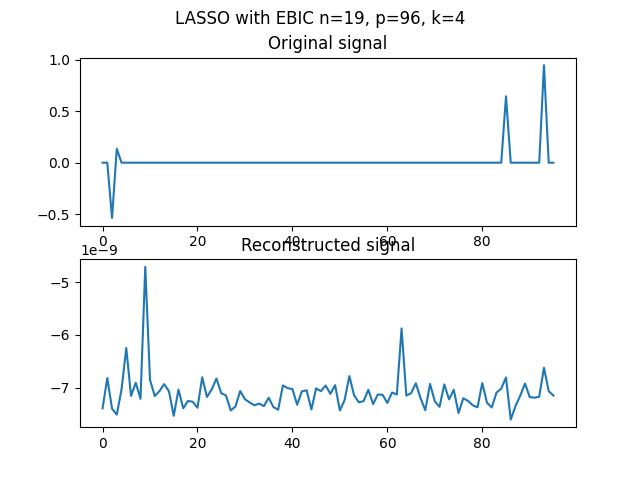 LASSO with EBIC n=19, p=96, k=4
Original signal
1.0
0.5
0.0
−0.5
0 20 40 60 80
Reconstructed signal
1e−9
−5
−6
−7
0 20 40 60 80